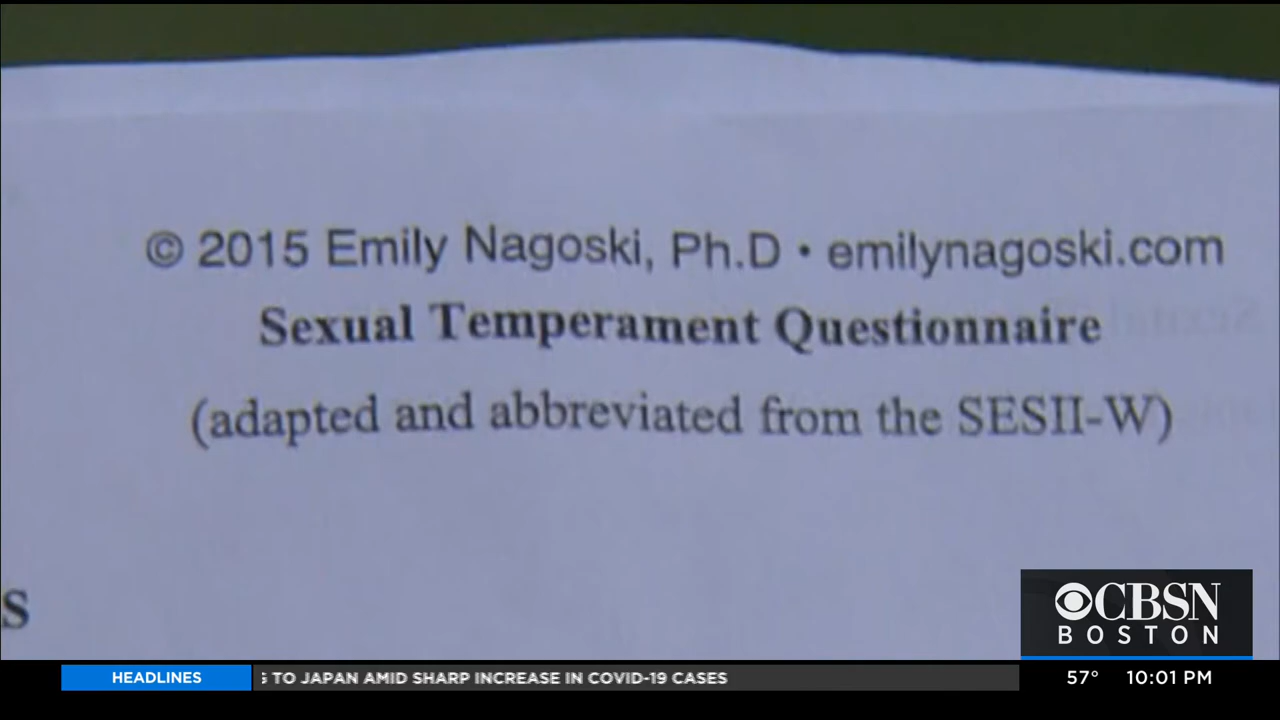 © 2015 Emily Nagoski, Ph.D • emilynagoski.com
Sexual Temperament Questionnaire
(adapted and abbreviated from the SESII-W)
s
CBSN
BOSTON
HEADLINES
TO JAPAN AMID SHARP INCREASE IN COVID-19 CASES
57° 10:01 PM